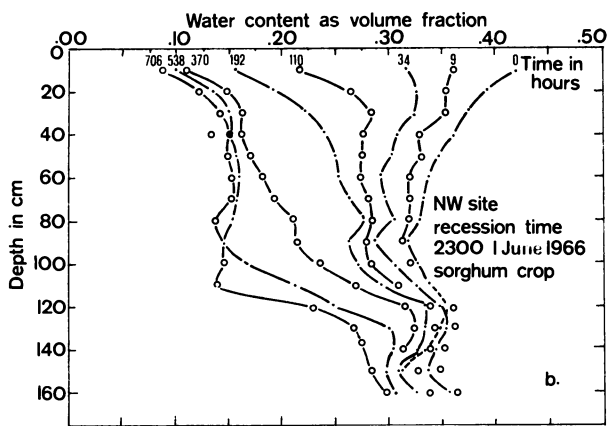 Water content as volume fraction
.00 .10 .20 .30 .40 .50
706 538 370 192 110 34 9 0 Time in
hours
0
20
40
60
80
100
120
140
160
Depth in cm
NW site
recession time
2300 1 June 1966
sorghum crop
b.